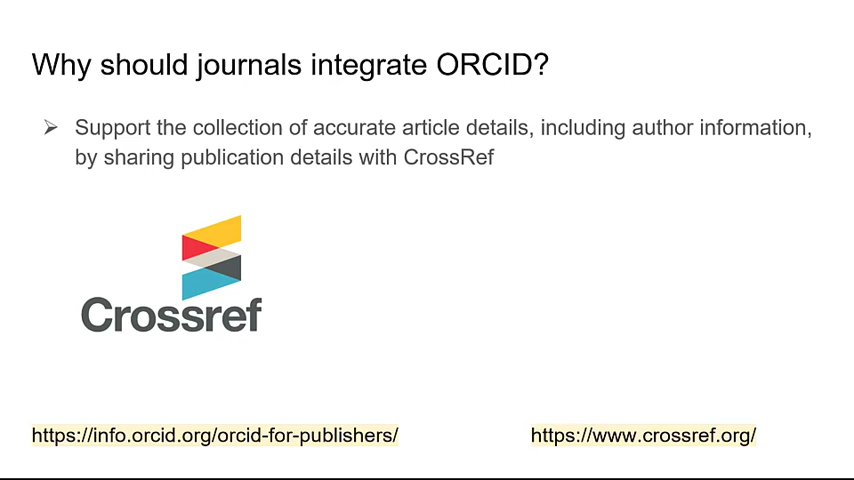 Why should journals integrate ORCID?
➢ Support the collection of accurate article details, including author information,
by sharing publication details with CrossRef
Crossref
https://info.orcid.org/orcid-for-publishers/
https://www.crossref.org/